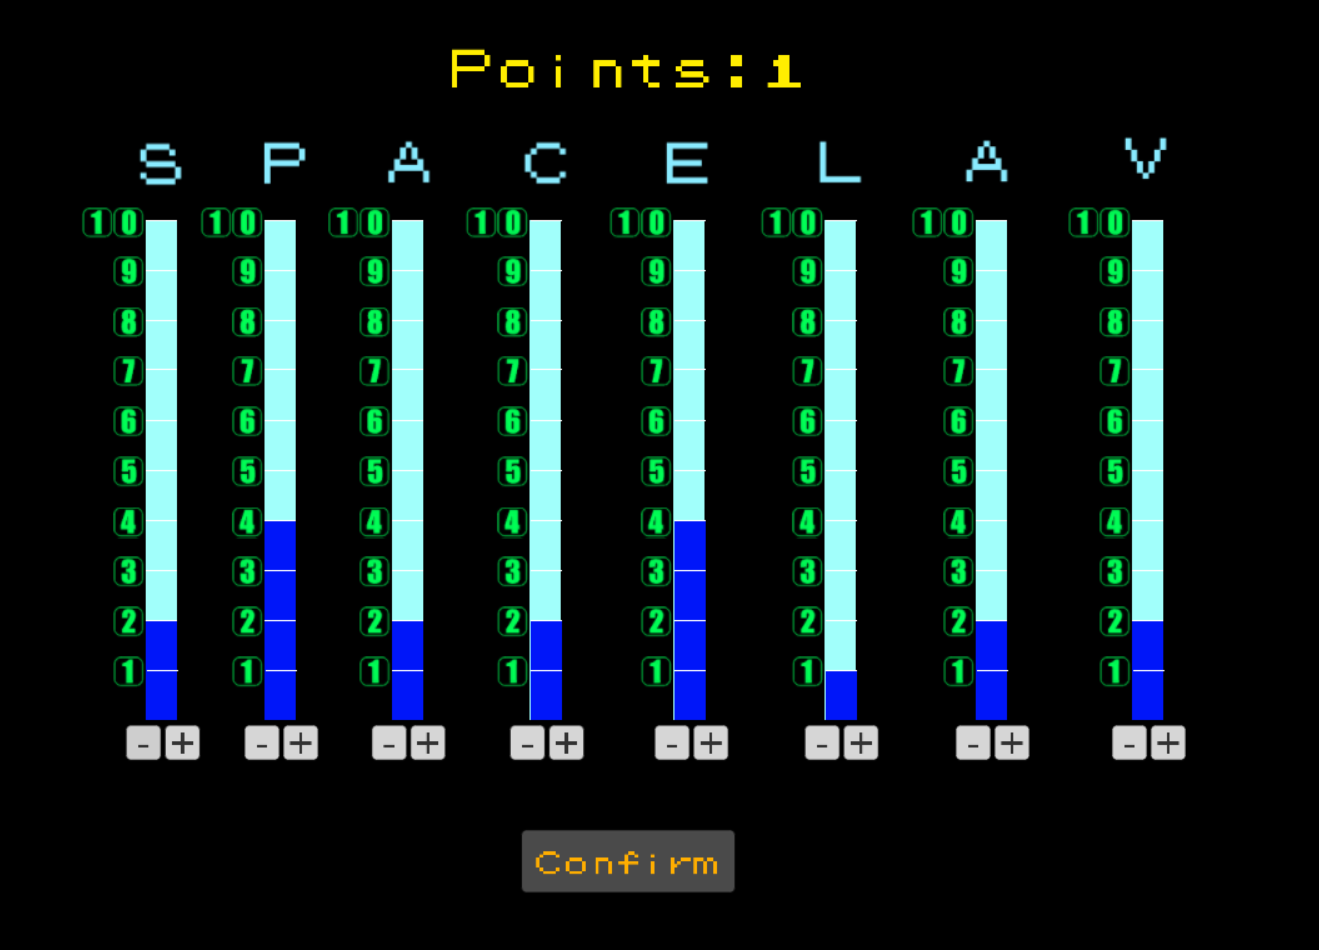 Points:1
S P A C E L A V
10 10 10 10 10 10 10 10
9 9 9 9 9 9 9 9
8 8 8 8 8 8 8 8
7 7 7 7 7 7 7 7
6 6 6 6 6 6 6 6
5 5 5 5 5 5 5 5
4 4 4 4 4 4 4 4
3 3 3 3 3 3 3 3
2 2 2 2 2 2 2 2
1 1 1 1 1 1 1 1
- + - + - + - + - + - + - + - +
Confirm